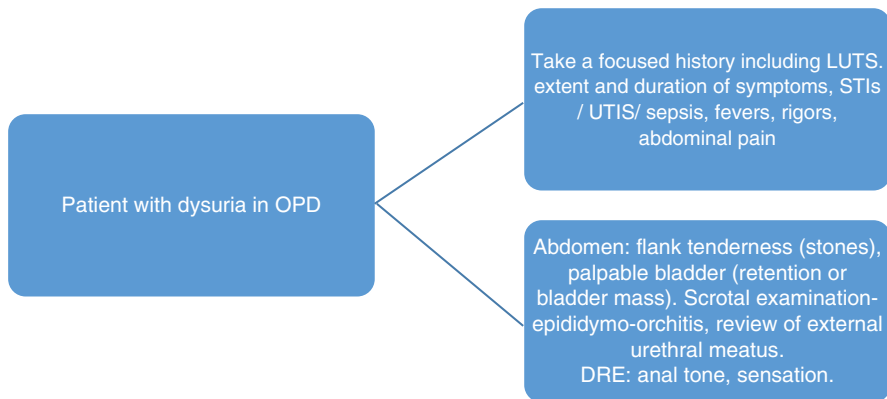 Patient with dysuria in OPD
Take a focused history including LUTS.
extent and duration of symptoms, STIs
/ UTIS/ sepsis, fevers, rigors,
abdominal pain
Abdomen: flank tenderness (stones),
palpable bladder (retention or
bladder mass). Scrotal examination-
epididymo-orchitis, review of external
urethral meatus.
DRE: anal tone, sensation.